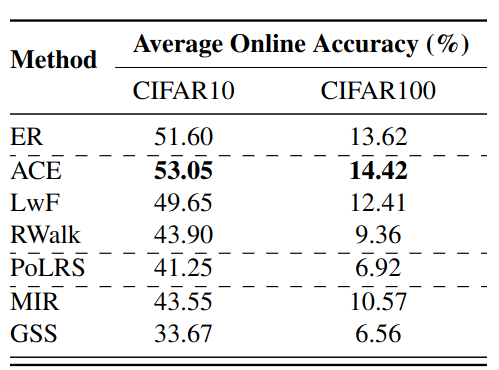 Method Average Online Accuracy (%)
CIFAR10 CIFAR100
ER 51.60 13.62
ACE 53.05 14.42
LwF 49.65 12.41
RWalk 43.90 9.36
PoLRS 41.25 6.92
MIR 43.55 10.57
GSS 33.67 6.56